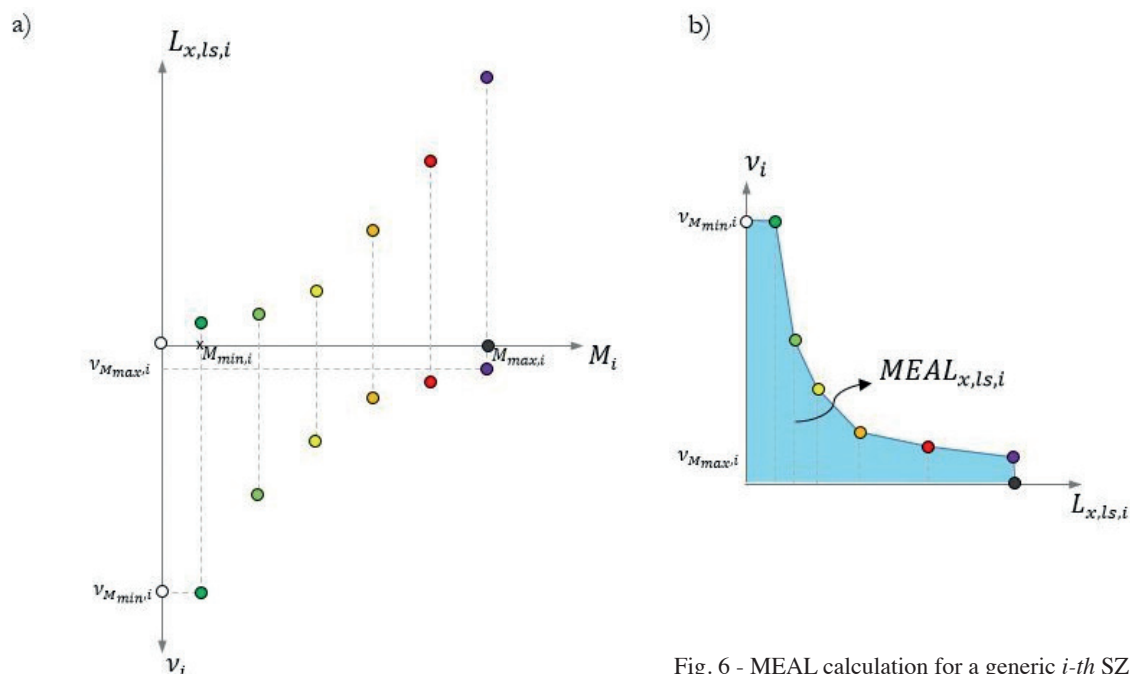 a)
L_{x,ls,i}
M_{min,i}
M_{max,i}
M_i
ν_{M_{max},i}
ν_{M_{min},i}
ν_i
b)
ν_i
ν_{M_{min},i}
MEAL_{x,ls,i}
ν_{M_{max},i}
L_{x,ls,i}
Fig. 6 - MEAL calculation for a generic i-th SZ